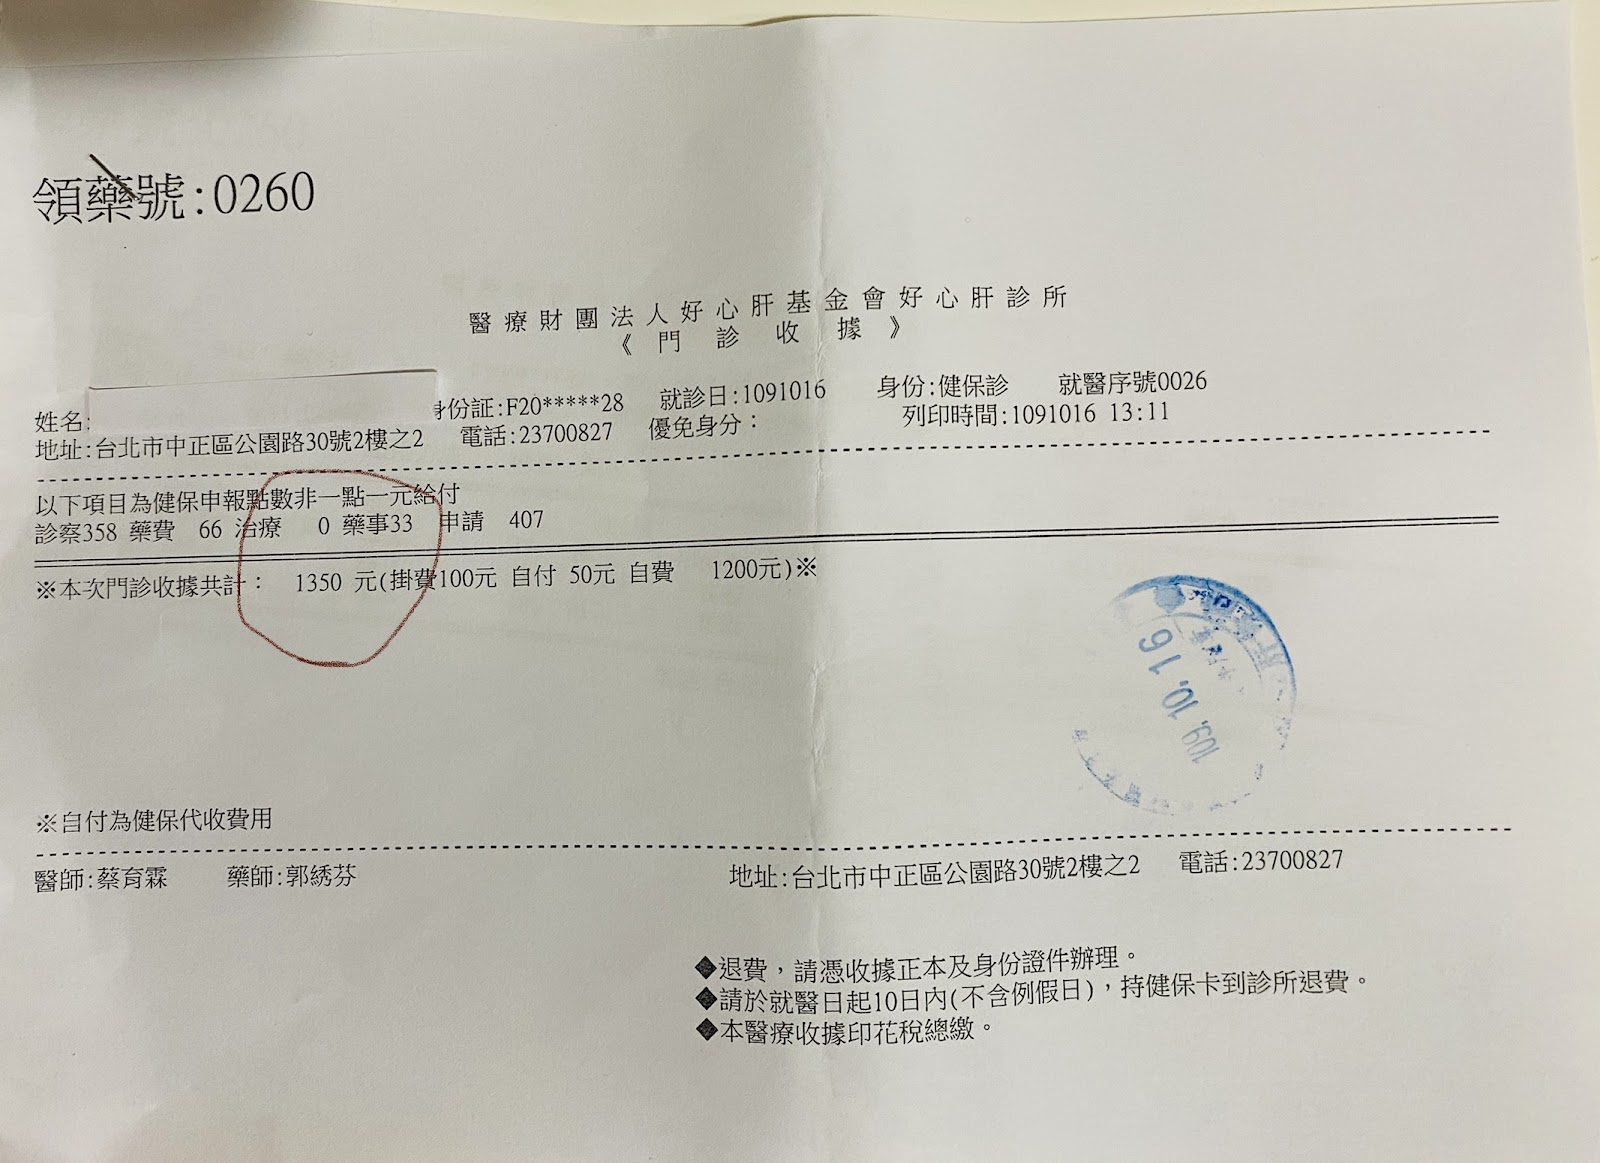 領藥號:0260
醫療財團法人好心肝基金會好心肝診所
《門診收據》
姓名: 身份証:F20*****28 就診日:1091016 身份:健保診 就醫序號0026
地址:台北市中正區公園路30號2樓之2 電話:23700827 優免身分: 列印時間:1091016 13:11
以下項目為健保申報點數非一點一元給付
診察358 藥費 66 治療 0 藥事33 申請 407
※本次門診收據共計: 1350 元(掛費100元 自付 50元 自費 1200元)※
109.10.16
※自付為健保代收費用
醫師:蔡育霖 藥師:郭綉芬 地址:台北市中正區公園路30號2樓之2 電話:23700827
◆退費,請憑收據正本及身份證件辦理。
◆請於就醫日起10日內(不含例假日),持健保卡到診所退費。
◆本醫療收據印花稅總繳。